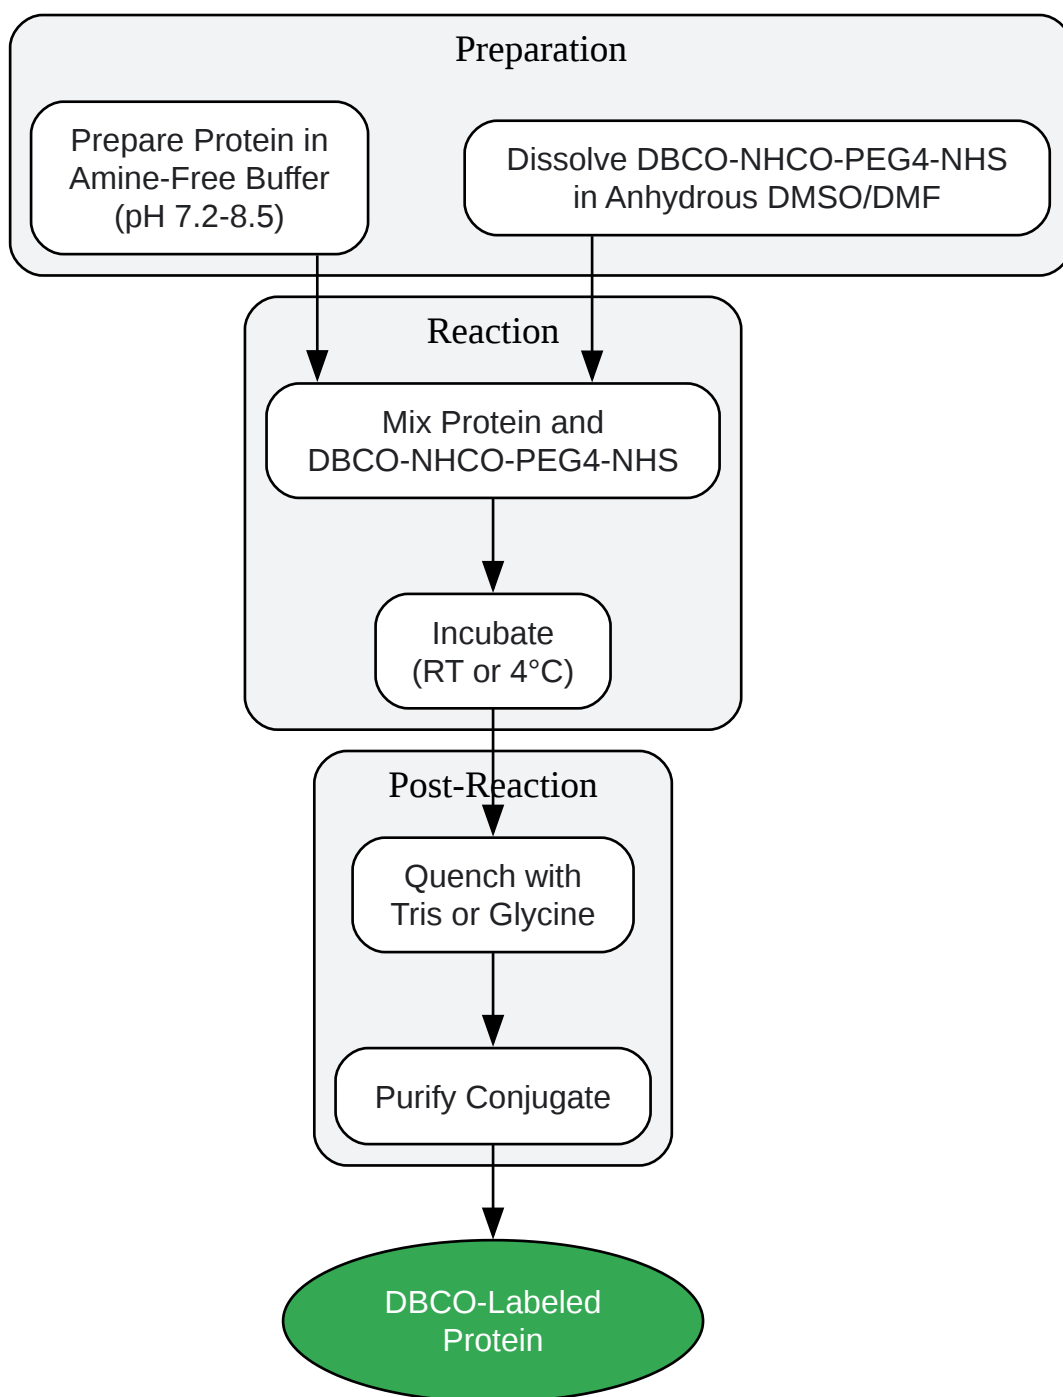 Preparation
Prepare Protein in
Amine-Free Buffer
(pH 7.2-8.5)
Dissolve DBCO-NHCO-PEG4-NHS
in Anhydrous DMSO/DMF
Reaction
Mix Protein and
DBCO-NHCO-PEG4-NHS
Incubate
(RT or 4°C)
Post-Reaction
Quench with
Tris or Glycine
Purify Conjugate
DBCO-Labeled
Protein